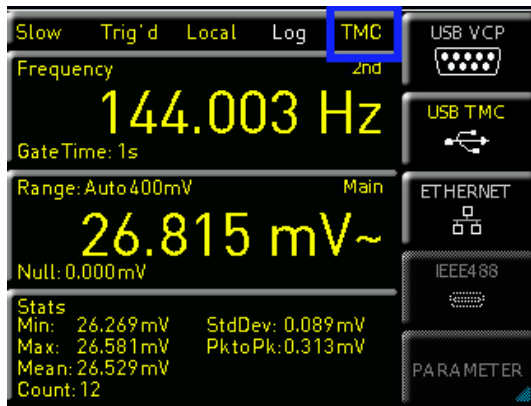 Slow Trig'd Local Log TMC
Frequency 2nd
144.003 Hz
GateTime: 1s
Range: Auto 400mV Main
26.815 mV~
Null: 0.000mV
Stats
Min: 26.269mV StdDev: 0.089mV
Max: 26.581mV PktoPk: 0.313mV
Mean: 26.529mV
Count: 12
USB VCP
USB TMC
ETHERNET
IEEE488
PARAMETER